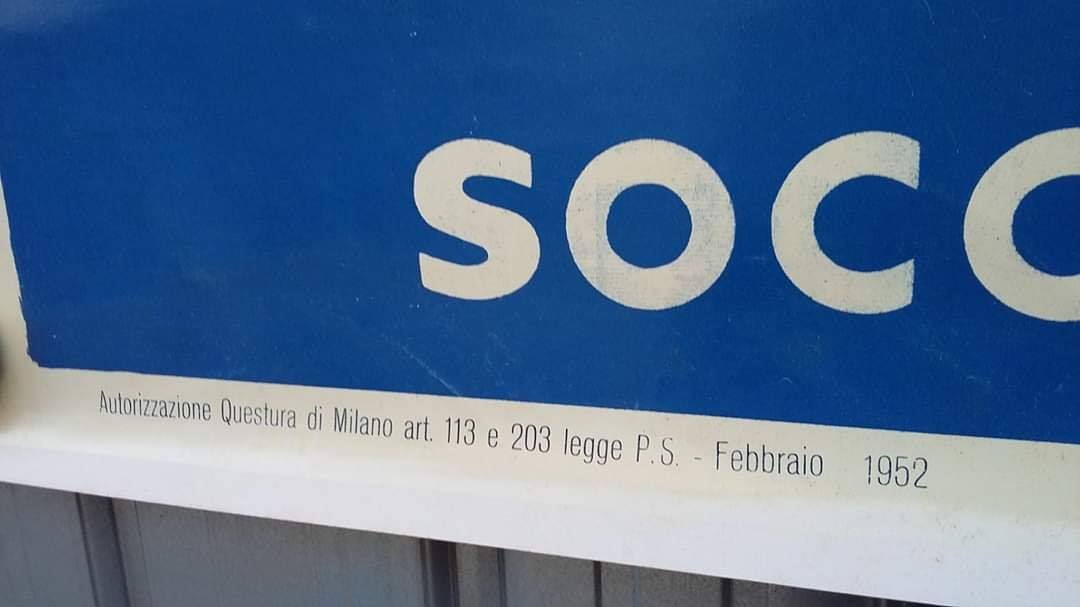 SOCC
Autorizzazione Questura di Milano art. 113 e 203 legge P.S. - Febbraio 1952